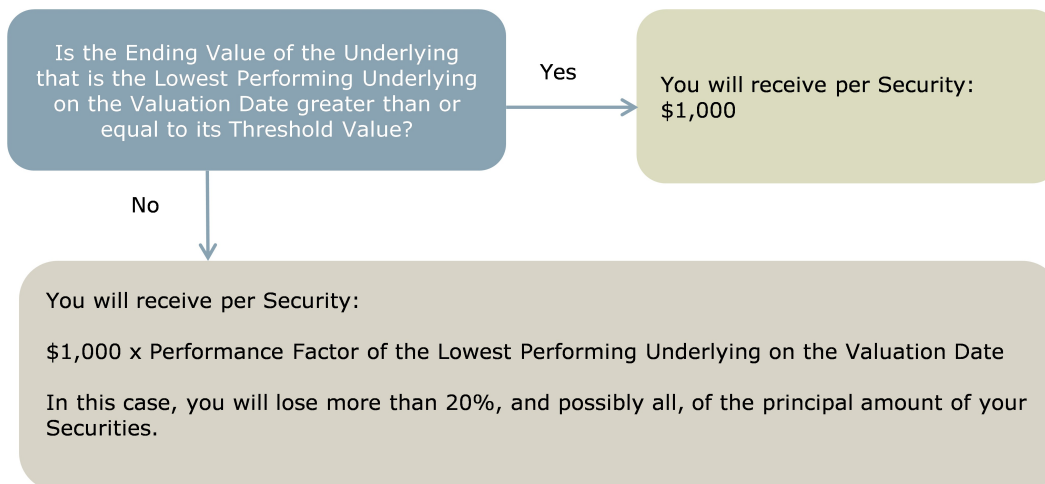 Is the Ending Value of the Underlying
that is the Lowest Performing Underlying
on the Valuation Date greater than or
equal to its Threshold Value?
Yes
You will receive per Security:
$1,000
No
You will receive per Security:
$1,000 x Performance Factor of the Lowest Performing Underlying on the Valuation Date
In this case, you will lose more than 20%, and possibly all, of the principal amount of your
Securities.